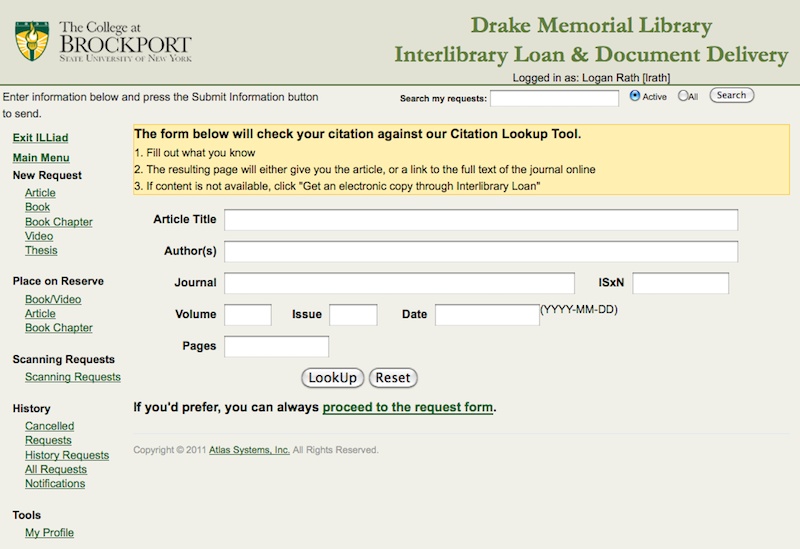 The College at
BROCKPORT
STATE UNIVERSITY OF NEW YORK
Drake Memorial Library
Interlibrary Loan & Document Delivery
Logged in as: Logan Rath [lrath]
Enter information below and press the Submit Information button
to send.
Search my requests:
Active
All
Search
Exit ILLiad
Main Menu
New Request
Article
Book
Book Chapter
Video
Thesis
Place on Reserve
Book/Video
Article
Book Chapter
Scanning Requests
Scanning Requests
History
Cancelled
Requests
History Requests
All Requests
Notifications
Tools
My Profile
The form below will check your citation against our Citation Lookup Tool.
1. Fill out what you know
2. The resulting page will either give you the article, or a link to the full text of the journal online
3. If content is not available, click "Get an electronic copy through Interlibrary Loan"
Article Title
Author(s)
Journal
ISxN
Volume
Issue
Date
(YYYY-MM-DD)
Pages
LookUp
Reset
If you'd prefer, you can always proceed to the request form.
Copyright © 2011 Atlas Systems, Inc. All Rights Reserved.